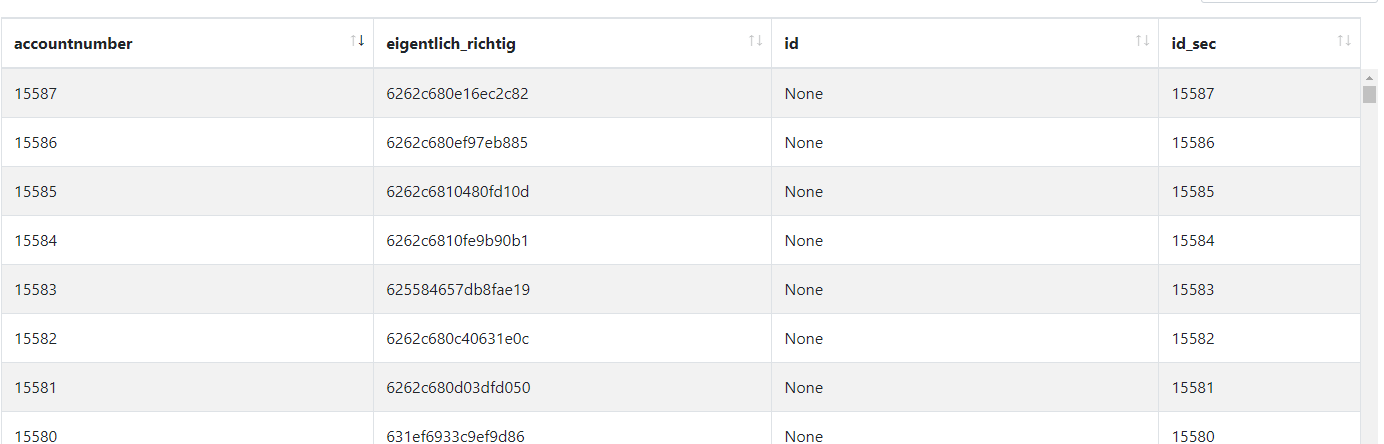 accountnumber eigentlich_richtig id id_sec
15587 6262c680e16ec2c82 None 15587
15586 6262c680ef97eb885 None 15586
15585 6262c6810480fd10d None 15585
15584 6262c6810fe9b90b1 None 15584
15583 625584657db8fae19 None 15583
15582 6262c680c40631e0c None 15582
15581 6262c680d03dfd050 None 15581
15580 631ef6933c9ef9d86 None 15580